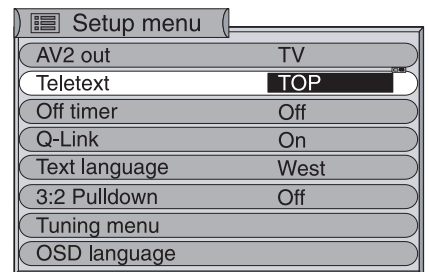 Setup menu
AV2 out TV
Teletext TOP
Off timer Off
Q-Link On
Text language West
3:2 Pulldown Off
Tuning menu
OSD language